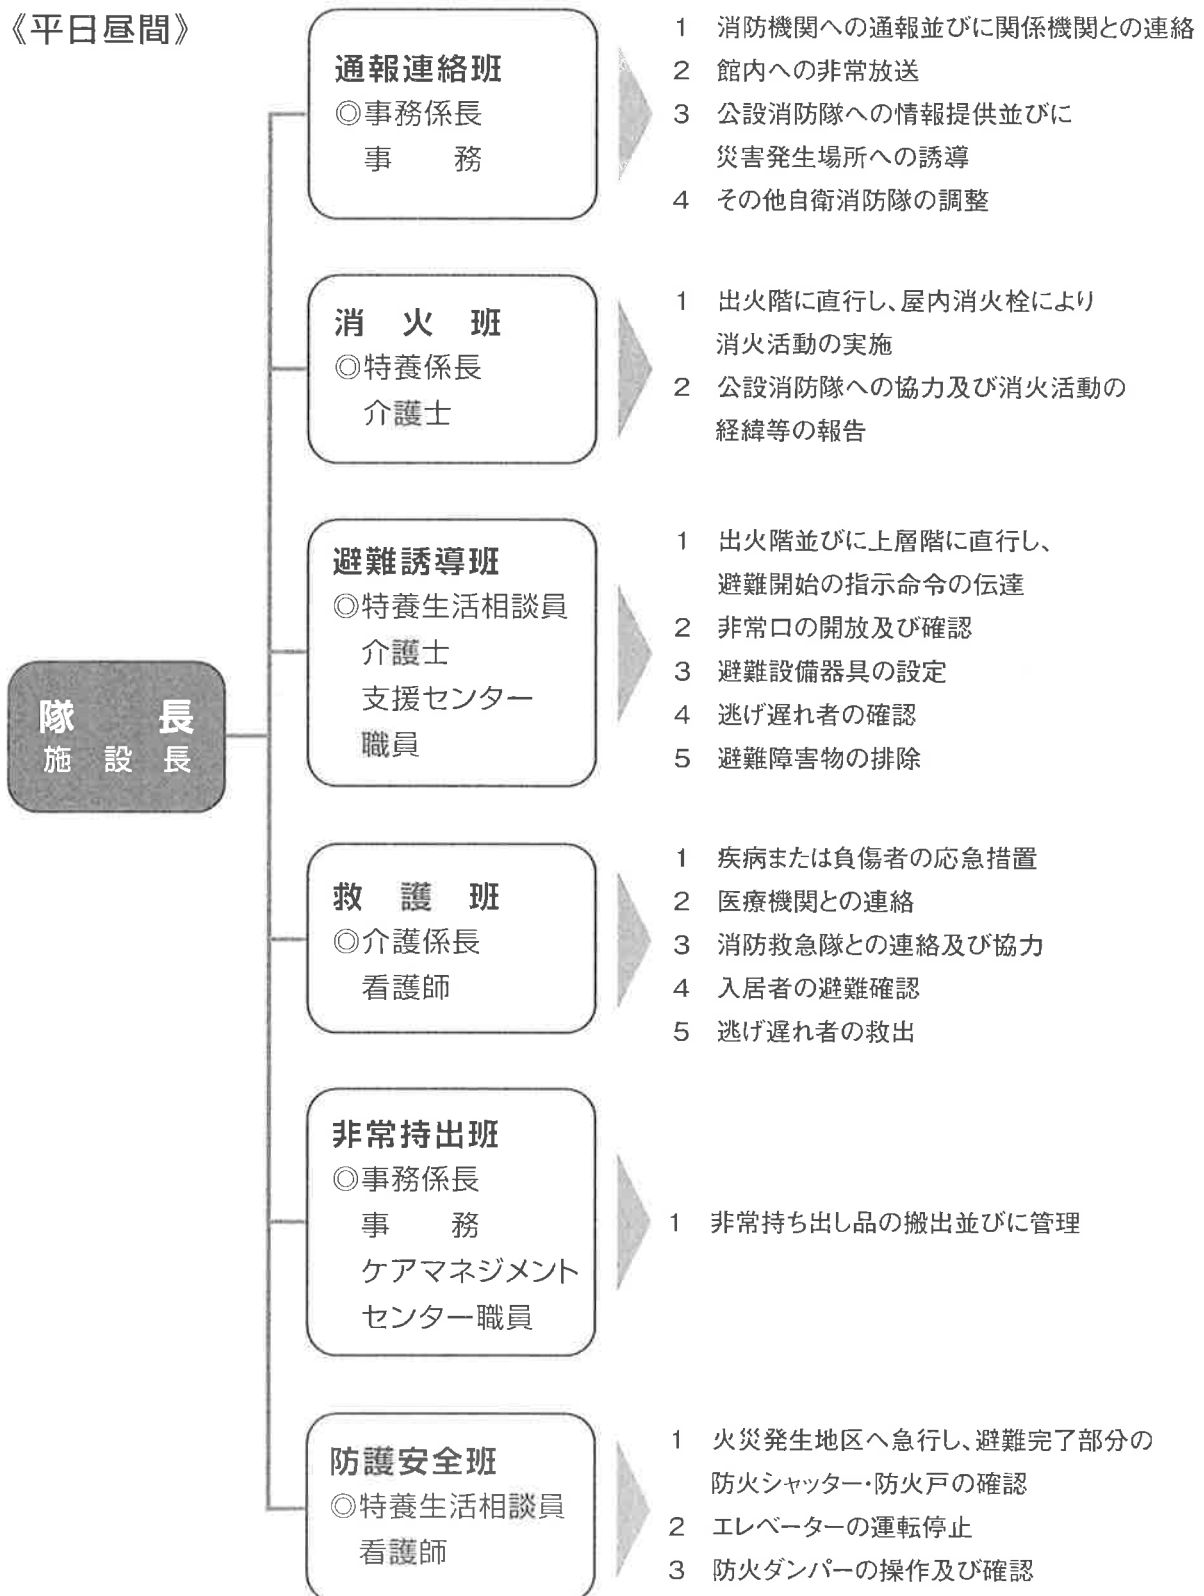 《平日昼間》
隊　長
施　設　長
通報連絡班
◎事務係長
事　務
1 消防機関への通報並びに関係機関との連絡
2 館内への非常放送
3 公設消防隊への情報提供並びに
災害発生場所への誘導
4 その他自衛消防隊の調整
消　火　班
◎特養係長
介護士
1 出火階に直行し、屋内消火栓により
消火活動の実施
2 公設消防隊への協力及び消火活動の
経緯等の報告
避難誘導班
◎特養生活相談員
介護士
支援センター
職員
1 出火階並びに上層階に直行し、
避難開始の指示命令の伝達
2 非常口の開放及び確認
3 避難設備器具の設定
4 逃げ遅れ者の確認
5 避難障害物の排除
救　護　班
◎介護係長
看護師
1 疾病または負傷者の応急措置
2 医療機関との連絡
3 消防救急隊との連絡及び協力
4 入居者の避難確認
5 逃げ遅れ者の救出
非常持出班
◎事務係長
事　務
ケアマネジメント
センター職員
1 非常持ち出し品の搬出並びに管理
防護安全班
◎特養生活相談員
看護師
1 火災発生地区へ急行し、避難完了部分の
防火シャッター・防火戸の確認
2 エレベーターの運転停止
3 防火ダンパーの操作及び確認